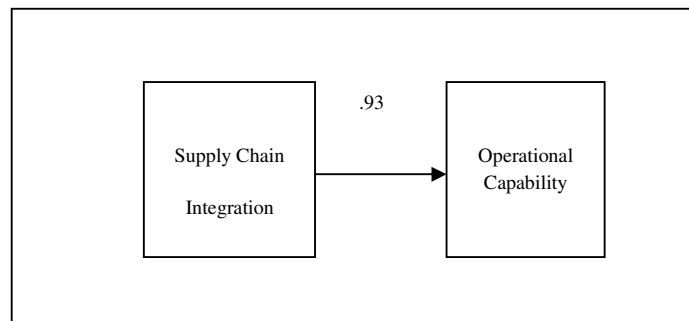 .93
Supply Chain
Integration
Operational
Capability